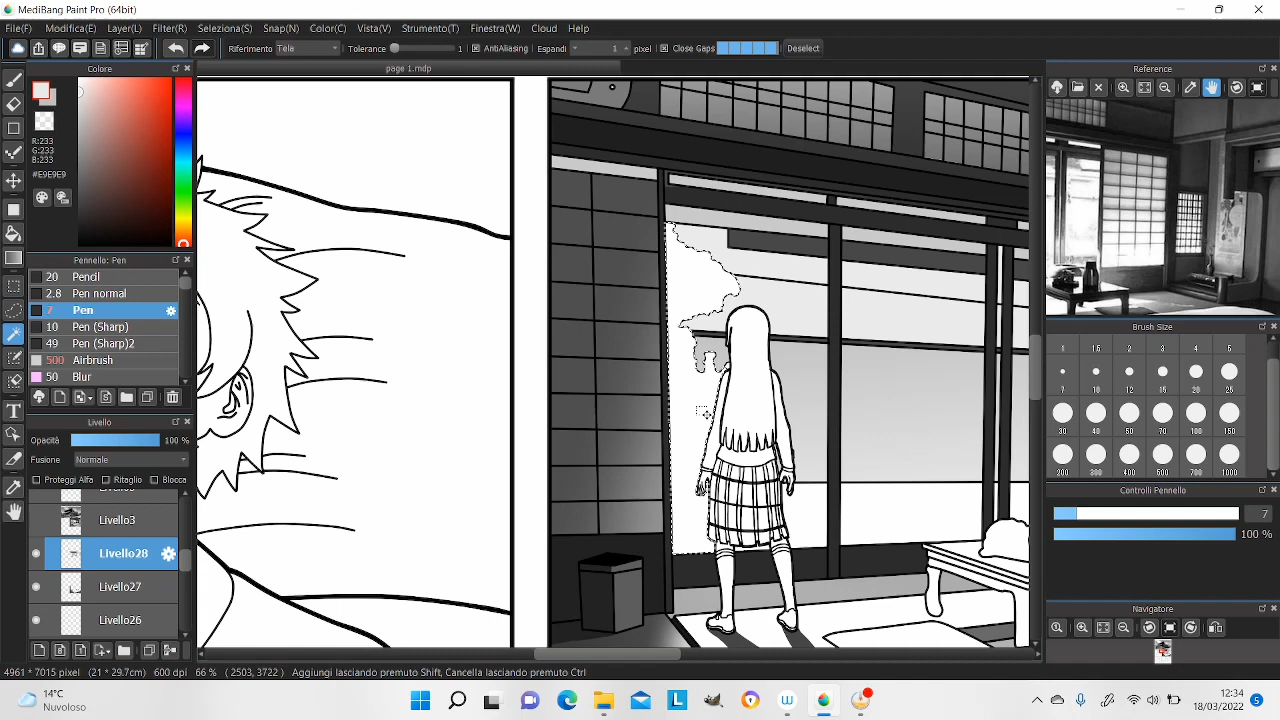 MediBang Paint Pro (64bit)
File(F) Modifica(E) Layer(L) Filter(R) Seleziona(S) Snap(N) Color(C) Vista(V) Strumento(T) Finestra(W) Cloud Help
Riferimento Tela Tolerance 1 AntiAliasing Espandi 1 pixel Close Gaps Deselect
Colore
page 1.mdp
Reference
R:233
G:233
B:233
#E9E9E9
Pennello: Pen
20 Pencil
2.8 Pen normal
7 Pen
10 Pen (Sharp)
49 Pen (Sharp)2
500 Airbrush
50 Blur
Livello
Opacità 100 %
Fusione Normale
Proteggi Alfa Ritaglio Blocca
Livello3
Livello28
Livello27
Livello26
Brush Size
1 1.5 2 3 4 5
7 10 12 15 20 25
30 40 50 70 100 150
200 300 400 500 700 1000
Controlli Pennello
7
100 %
Navigatore
4961 * 7015 pixel (21 * 29.7cm) 600 dpi 66 % ( 2503, 3722 ) Aggiungi lasciando premuto Shift, Cancella lasciando premuto Ctrl
14°C
Nuvoloso
12:34
18/03/2022
5